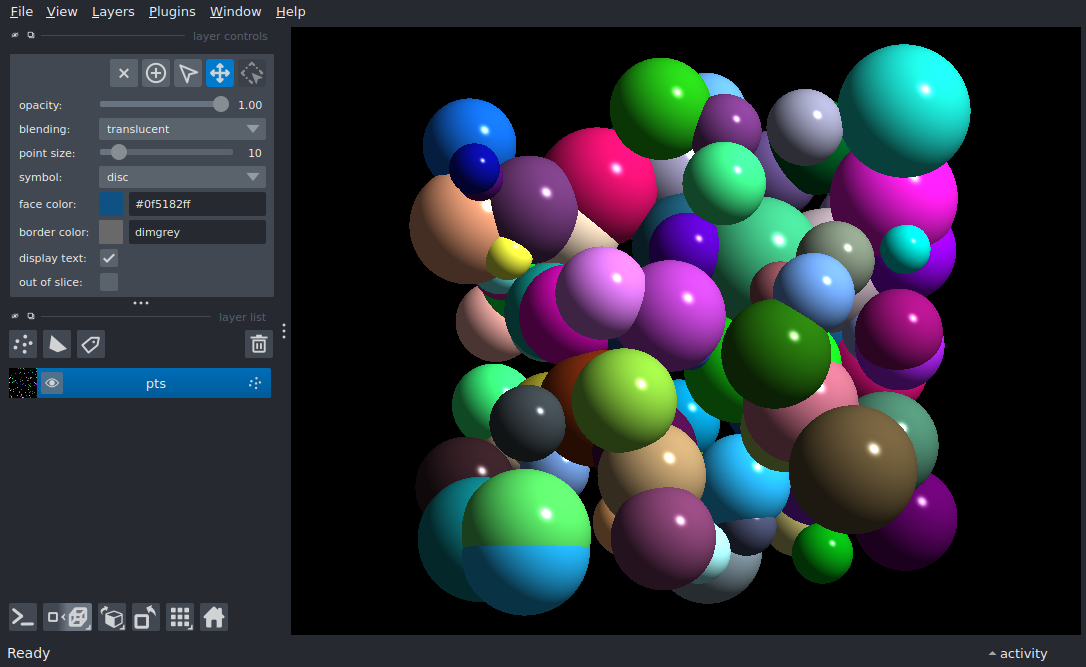 File View Layers Plugins Window Help
layer controls
opacity: 1.00
blending: translucent
point size: 10
symbol: disc
face color: #0f5182ff
border color: dimgrey
display text:
out of slice:
layer list
pts
Ready
activity